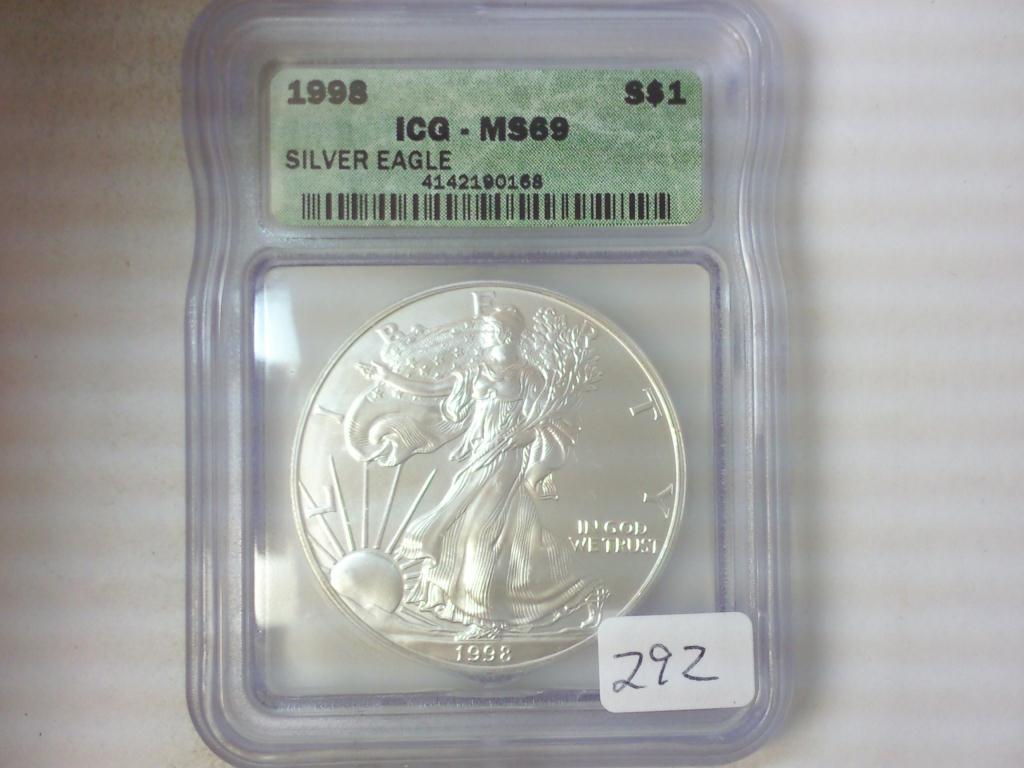 1998 S$1
ICG - MS69
SILVER EAGLE
4142190168
LIBERTY
IN GOD
WE TRUST
1998
292